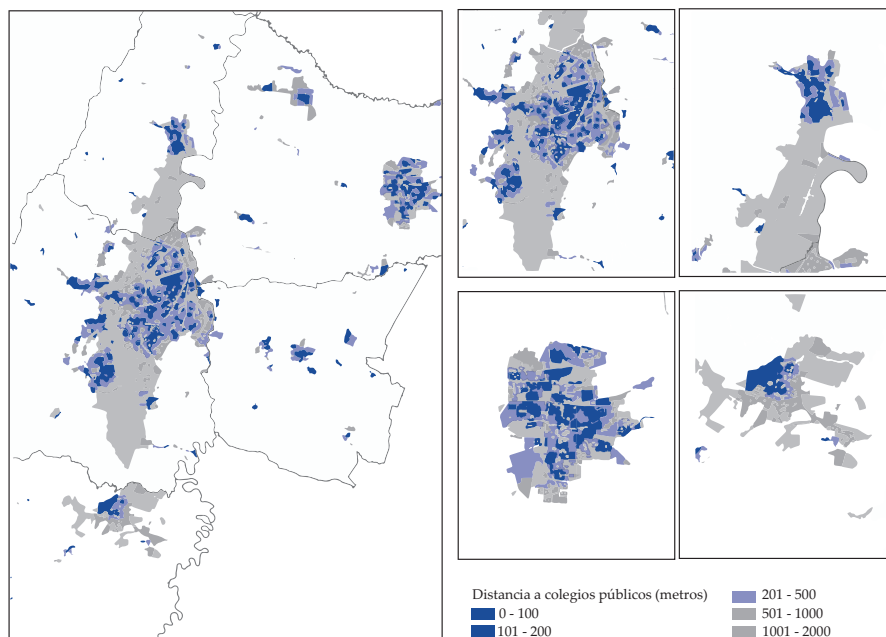 Distancia a colegios públicos (metros)
0 - 100
101 - 200
201 - 500
501 - 1000
1001 - 2000